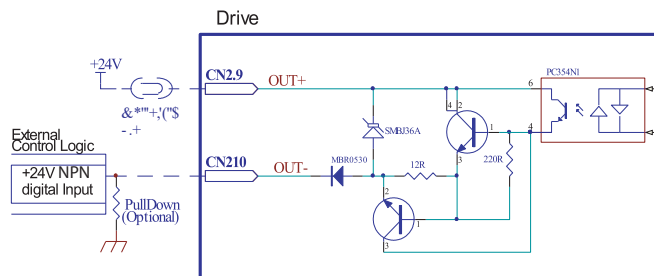 Drive
+24V
CN2.9
OUT+
&*'"+,'("$
-.+
External
Control Logic
+24V NPN
digital Input
PullDown
(Optional)
CN210
OUT-
MBR0530
SMBJ36A
12R
220R
PC354NI
6
4
4
2
1
3
2
1
3